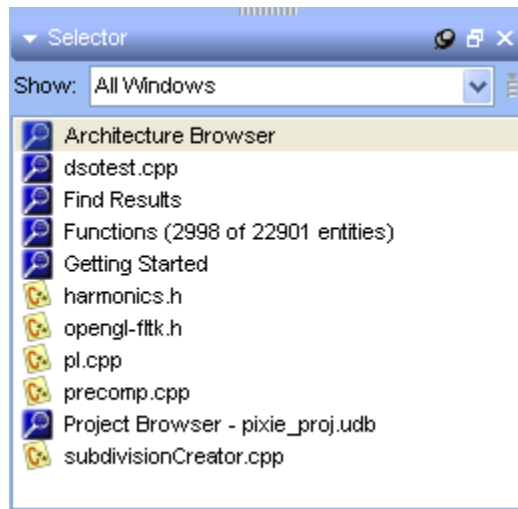 Selector
Show: All Windows
Architecture Browser
dsotest.cpp
Find Results
Functions (2998 of 22901 entities)
Getting Started
harmonics.h
opengl-fltk.h
pl.cpp
precomp.cpp
Project Browser - pixie_proj.udb
subdivisionCreator.cpp